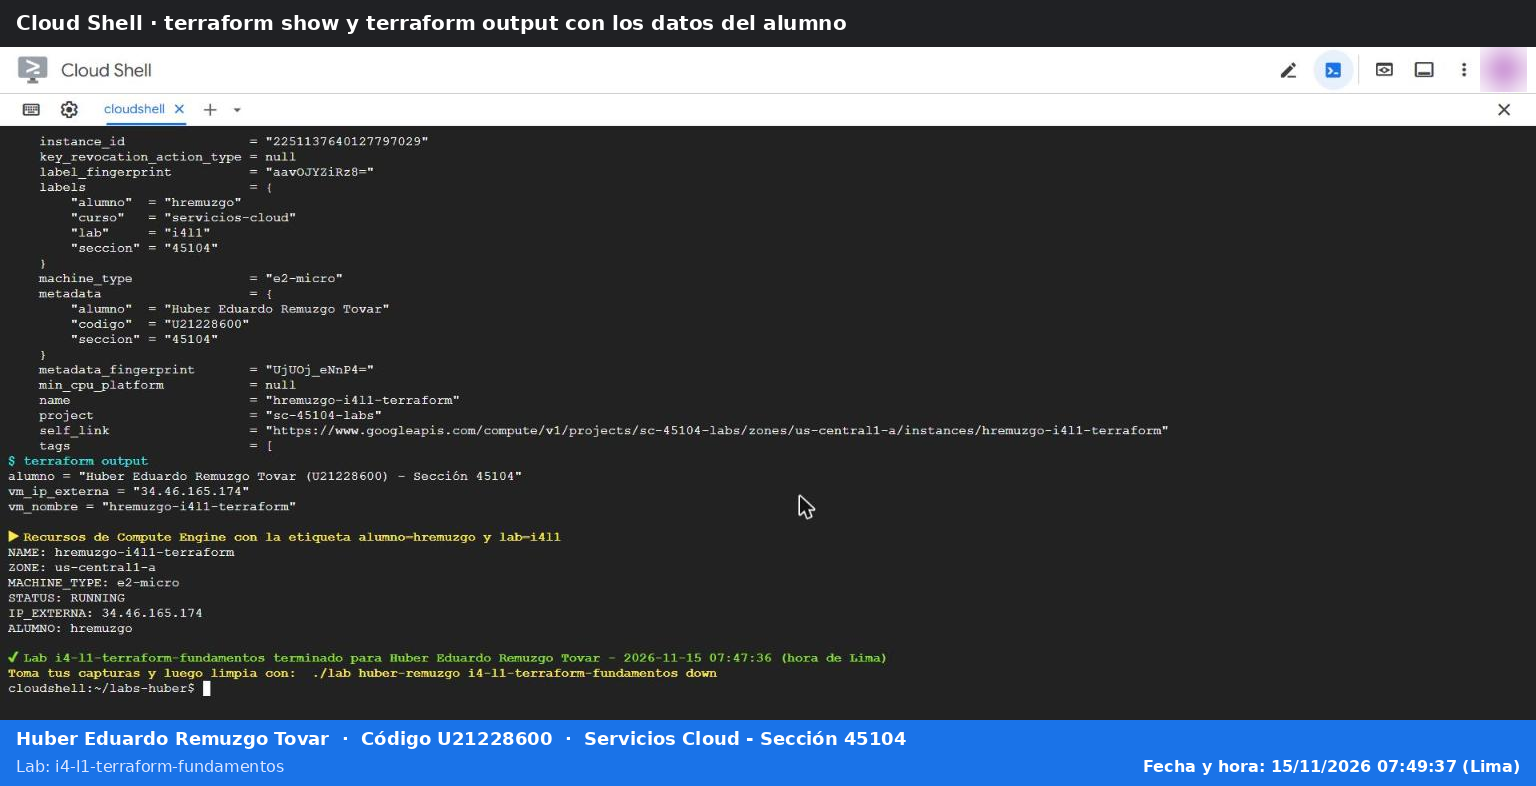 Cloud Shell · terraform show y terraform output con los datos del alumno
Cloud Shell
cloudshell
    instance_id                = "2251137640127797029"
    key_revocation_action_type = null
    label_fingerprint          = "aavOJYZiRz8="
    labels                     = {
        "alumno"  = "hremuzgo"
        "curso"   = "servicios-cloud"
        "lab"     = "i4l1"
        "seccion" = "45104"
    }
    machine_type               = "e2-micro"
    metadata                   = {
        "alumno"  = "Huber Eduardo Remuzgo Tovar"
        "codigo"  = "U21228600"
        "seccion" = "45104"
    }
    metadata_fingerprint       = "UjUOj_eNnP4="
    min_cpu_platform           = null
    name                       = "hremuzgo-i4l1-terraform"
    project                    = "sc-45104-labs"
    self_link                  = "https://www.googleapis.com/compute/v1/projects/sc-45104-labs/zones/us-central1-a/instances/hremuzgo-i4l1-terraform"
    tags                       = [
$ terraform output
alumno = "Huber Eduardo Remuzgo Tovar (U21228600) - Sección 45104"
vm_ip_externa = "34.46.165.174"
vm_nombre = "hremuzgo-i4l1-terraform"
▶ Recursos de Compute Engine con la etiqueta alumno=hremuzgo y lab=i4l1
NAME: hremuzgo-i4l1-terraform
ZONE: us-central1-a
MACHINE_TYPE: e2-micro
STATUS: RUNNING
IP_EXTERNA: 34.46.165.174
ALUMNO: hremuzgo
✔ Lab i4-l1-terraform-fundamentos terminado para Huber Eduardo Remuzgo Tovar - 2026-11-15 07:47:36 (hora de Lima)
Toma tus capturas y luego limpia con:  ./lab huber-remuzgo i4-l1-terraform-fundamentos down
cloudshell:~/labs-huber$
Huber Eduardo Remuzgo Tovar · Código U21228600 · Servicios Cloud - Sección 45104
Lab: i4-l1-terraform-fundamentos
Fecha y hora: 15/11/2026 07:49:37 (Lima)